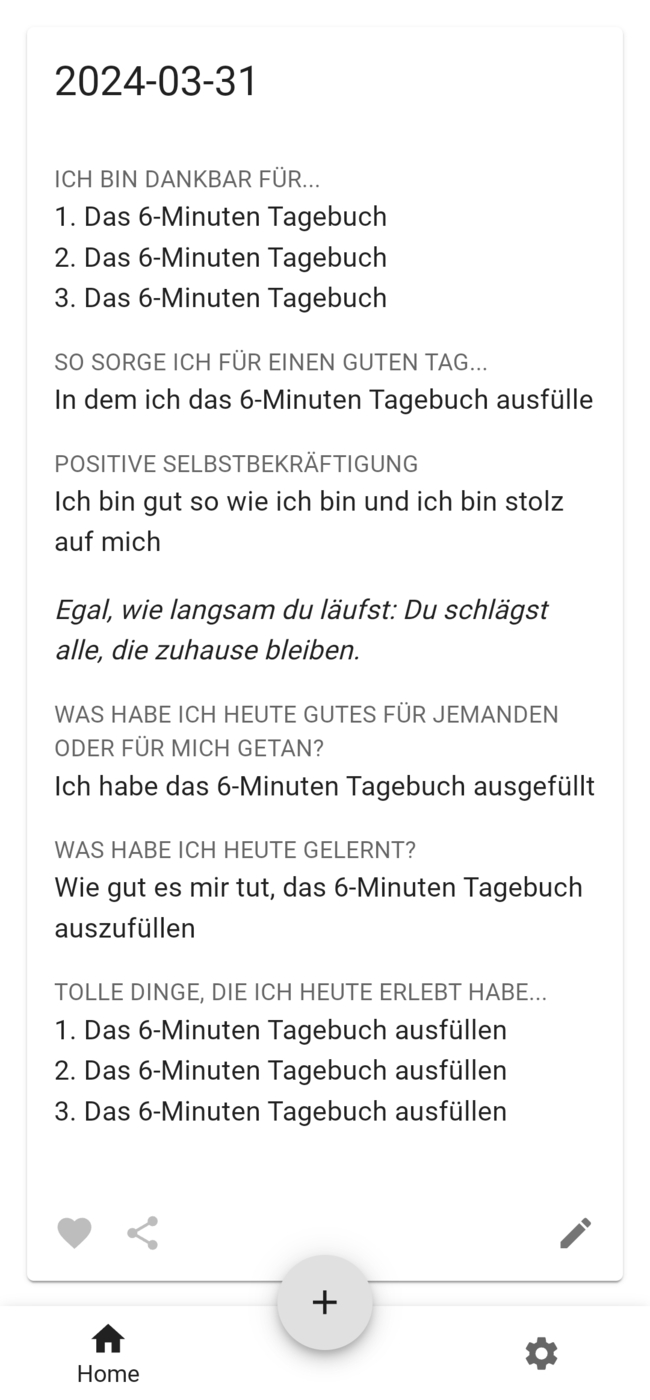 2024-03-31
ICH BIN DANKBAR FÜR...
1. Das 6-Minuten Tagebuch
2. Das 6-Minuten Tagebuch
3. Das 6-Minuten Tagebuch
SO SORGE ICH FÜR EINEN GUTEN TAG...
In dem ich das 6-Minuten Tagebuch ausfülle
POSITIVE SELBSTBEKRÄFTIGUNG
Ich bin gut so wie ich bin und ich bin stolz
auf mich
Egal, wie langsam du läufst: Du schlägst
alle, die zuhause bleiben.
WAS HABE ICH HEUTE GUTES FÜR JEMANDEN
ODER FÜR MICH GETAN?
Ich habe das 6-Minuten Tagebuch ausgefüllt
WAS HABE ICH HEUTE GELERNT?
Wie gut es mir tut, das 6-Minuten Tagebuch
auszufüllen
TOLLE DINGE, DIE ICH HEUTE ERLEBT HABE...
1. Das 6-Minuten Tagebuch ausfüllen
2. Das 6-Minuten Tagebuch ausfüllen
3. Das 6-Minuten Tagebuch ausfüllen
Home